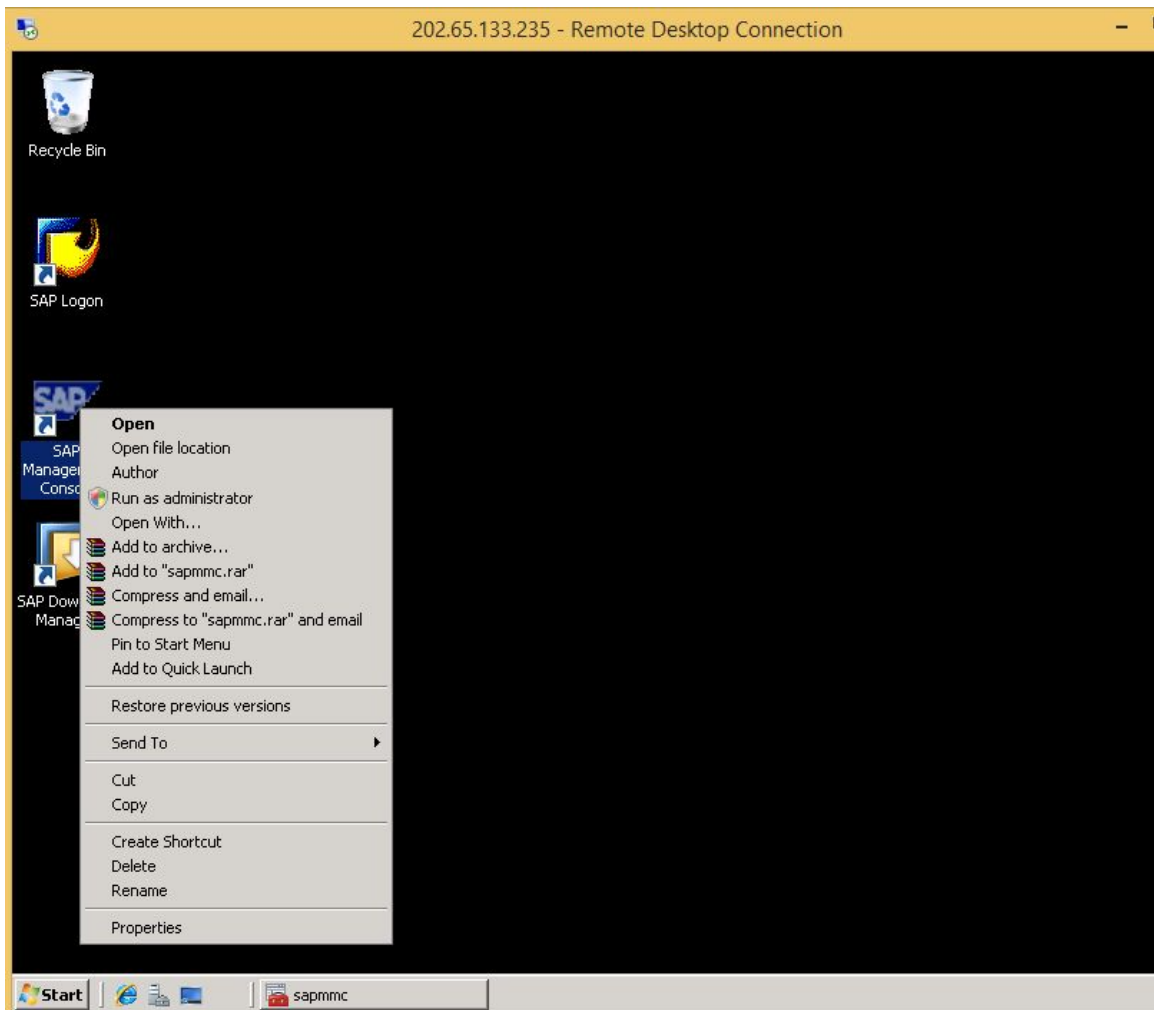 202.65.133.235 - Remote Desktop Connection
Recycle Bin
SAP Logon
SAP
SAP
Open
Open file location
Author
Run as administrator
Open With...
Add to archive...
Add to "sapmmc.rar"
Compress and email...
Compress to "sapmmc.rar" and email
Pin to Start Menu
Add to Quick Launch
Restore previous versions
Send To
Cut
Copy
Create Shortcut
Delete
Rename
Properties
SAP
Start
sapmmc